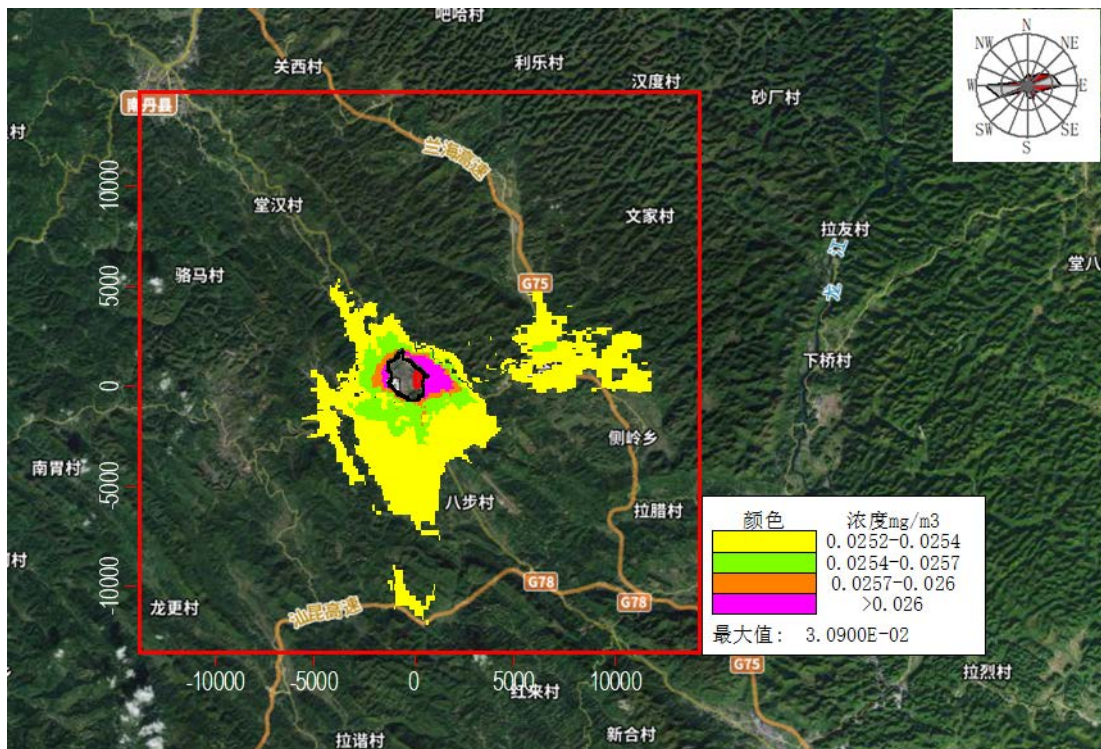 吧哈村
关西村
利乐村
汉度村
砂厂村
南丹县
村
兰海高速
堂汉村
文家村
拉友村
龙江
堂八
骆马村
G75
下桥村
侧岭乡
南胃村
八步村
拉腊村
村
龙更村
汕昆高速
G78
G78
G75
红来村
拉烈村
拉谐村
新合村
N
NW
NE
W
E
SW
SE
S
10000
5000
0
-5000
-10000
-10000
-5000
0
5000
10000
颜色 浓度mg/m3
0.0252-0.0254
0.0254-0.0257
0.0257-0.026
>0.026
最大值: 3.0900E-02